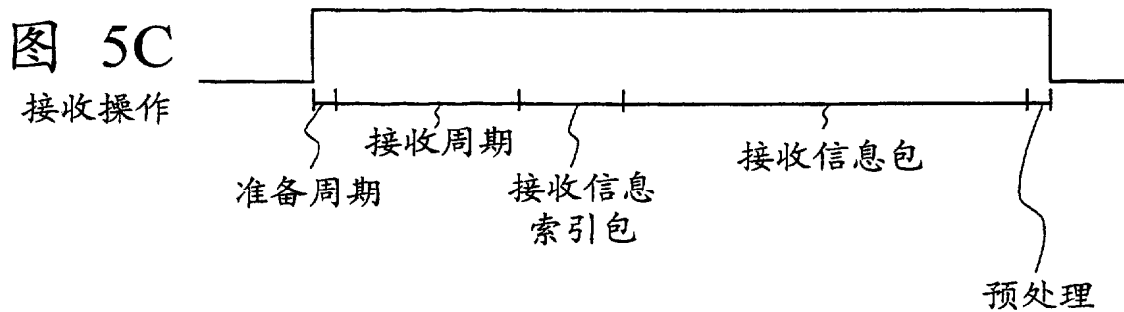 图 5C
接收操作
接收周期
接收信息包
准备周期
接收信息
索引包
预处理